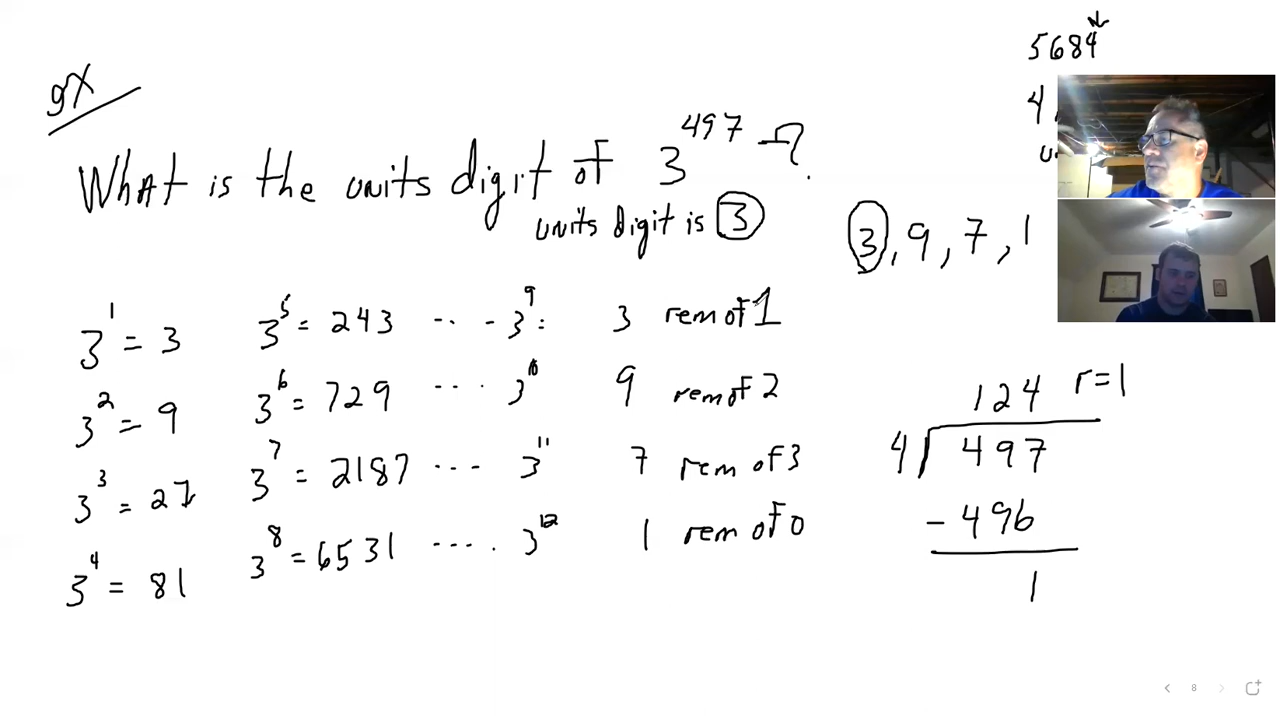 5684
ex
4
What is the units digit of 3^497 ?
units digit is 3
3, 9, 7, 1
3^1 = 3 3^5 = 243 ... 3^9 = 3 rem of 1
3^2 = 9 3^6 = 729 ... 3^10 9 rem of 2
3^3 = 27 3^7 = 2187 ... 3^11 7 rem of 3
3^4 = 81 3^8 = 6531 .... 3^12 1 rem of 0
124 r=1
4 497
- 496
1
8